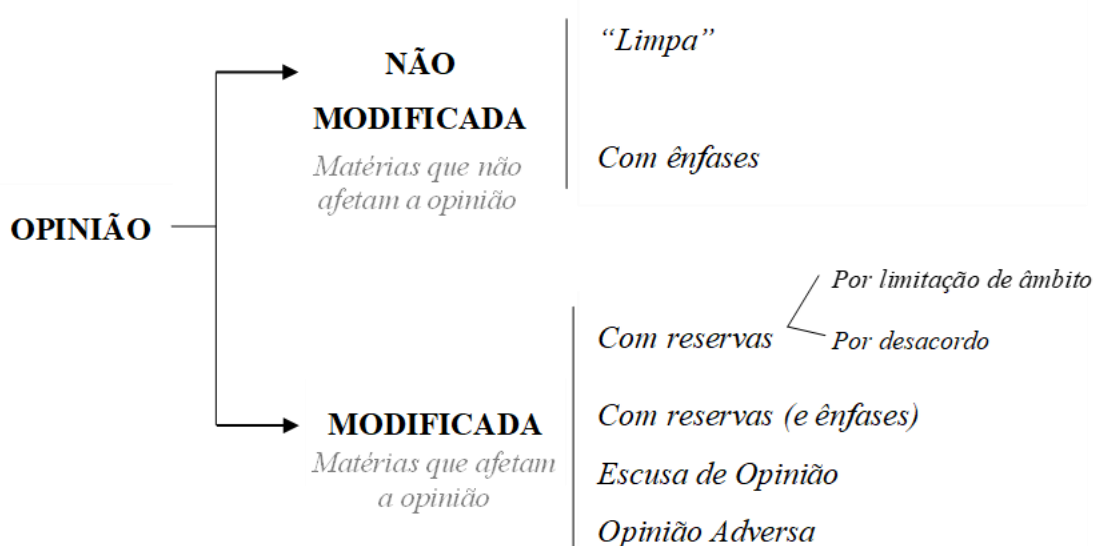 OPINIÃO
NÃO
MODIFICADA
Matérias que não
afetam a opinião
“Limpa”
Com ênfases
MODIFICADA
Matérias que afetam
a opinião
Com reservas
Por limitação de âmbito
Por desacordo
Com reservas (e ênfases)
Escusa de Opinião
Opinião Adversa